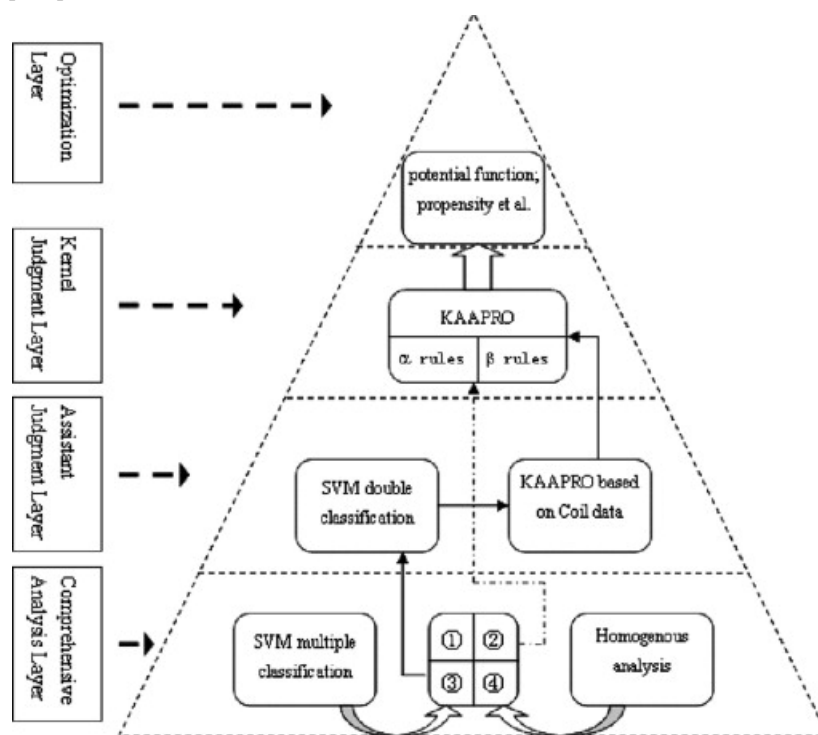 Optimization
Layer
potential function;
propensity et al.
Kernel
Judgment Layer
KAAPRO
α rules
β rules
Assistant
Judgment Layer
SVM double
classification
KAAPRO based
on Coil data
Comprehensive
Analysis Layer
SVM multiple
classification
① ②
③ ④
Homogenous
analysis